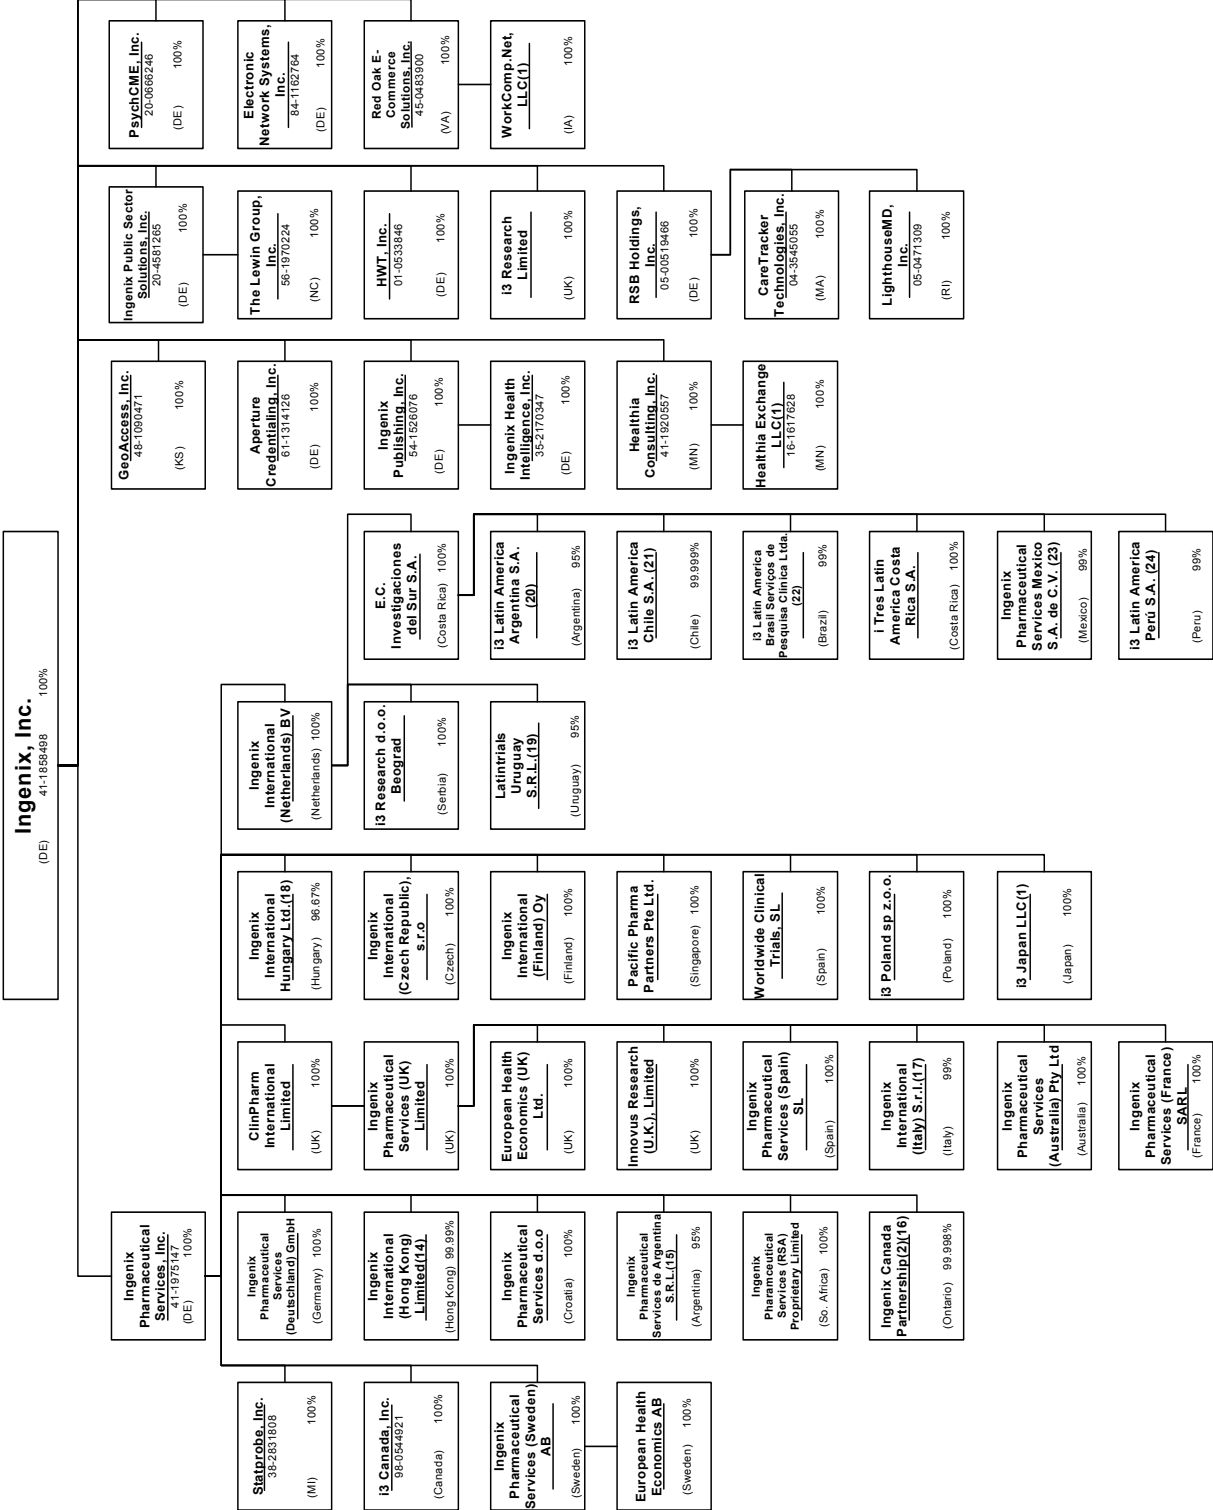 Ingenix, Inc.
41-1858498
(DE) 100%
Ingenix
Pharmaceutical
Services, Inc.
41-1975147
(DE) 100%
Statprobe, Inc.
38-2831808
(MI) 100%
i3 Canada, Inc.
98-0544921
(Canada) 100%
Ingenix
Pharmaceutical
Services (Sweden)
AB
(Sweden) 100%
European Health
Economics AB
(Sweden) 100%
Ingenix
Pharmaceutical
Services
(Deutschland) GmbH
(Germany) 100%
Ingenix
International
(Hong Kong)
Limited(14)
(Hong Kong) 99.99%
Ingenix
Pharmaceutical
Services d.o.o
(Croatia) 100%
Ingenix
Pharmaceutical
Services de Argentina
S.R.L.(15)
(Argentina) 95%
Ingenix
Pharamceutical
Services (RSA)
Proprietary Limited
(So. Africa) 100%
Ingenix Canada
Partnership(2)(16)
(Ontario) 99.998%
ClinPharm
International
Limited
(UK) 100%
Ingenix
Pharmaceutical
Services (UK)
Limited
(UK) 100%
European Health
Economics (UK)
Ltd.
(UK) 100%
Innovus Research
(U.K.), Limited
(UK) 100%
Ingenix
Pharmaceutical
Services (Spain)
SL
(Spain) 100%
Ingenix
International
(Italy) S.r.l.(17)
(Italy) 99%
Ingenix
Pharmaceutical
Services
(Australia) Pty Ltd
(Australia) 100%
Ingenix
Pharmaceutical
Services (France)
SARL
(France) 100%
Ingenix
International
Hungary Ltd.(18)
(Hungary) 96.67%
Ingenix
International
(Czech Republic),
s.r.o
(Czech) 100%
Ingenix
International
(Finland) Oy
(Finland) 100%
Pacific Pharma
Partners Pte Ltd.
(Singapore) 100%
Worldwide Clinical
Trials, SL
(Spain) 100%
i3 Poland sp z.o.o.
(Poland) 100%
i3 Japan LLC(1)
(Japan) 100%
Ingenix
International
(Netherlands) BV
(Netherlands) 100%
i3 Research d.o.o.
Beograd
(Serbia) 100%
Latintrials
Uruguay
S.R.L.(19)
(Uruguay) 95%
E.C.
Investigaciones
del Sur S.A.
(Costa Rica) 100%
i3 Latin America
Argentina S.A.
(20)
(Argentina) 95%
i3 Latin America
Chile S.A. (21)
(Chile) 99.999%
i3 Latin America
Brasil Serviços de
Pesquisa Clinica Ltda.
(22)
(Brazil) 99%
i Tres Latin
America Costa
Rica S.A.
(Costa Rica) 100%
Ingenix
Pharmaceutical
Services Mexico
S.A. de C.V. (23)
(Mexico) 99%
i3 Latin America
Perú S.A. (24)
(Peru) 99%
GeoAccess, Inc.
48-1090471
(KS) 100%
Aperture
Credentialing, Inc.
61-1314126
(DE) 100%
Ingenix
Publishing, Inc.
54-1526076
(DE) 100%
Ingenix Health
Intelligence, Inc.
35-2170347
(DE) 100%
Healthia
Consulting, Inc.
41-1920557
(MN) 100%
Healthia Exchange
LLC(1)
16-1617628
(MN) 100%
Ingenix Public Sector
Solutions, Inc.
20-4581265
(DE) 100%
The Lewin Group,
Inc.
56-1970224
(NC) 100%
HWT, Inc.
01-0533846
(DE) 100%
i3 Research
Limited
(UK) 100%
RSB Holdings,
Inc.
05-00519466
(DE) 100%
CareTracker
Technologies, Inc.
04-3545055
(MA) 100%
LighthouseMD,
Inc.
05-0471309
(RI) 100%
PsychCME, Inc.
20-0666246
(DE) 100%
Electronic
Network Systems,
Inc.
84-1162764
(DE) 100%
Red Oak E-
Commerce
Solutions, Inc.
45-0483900
(VA) 100%
WorkComp.Net,
LLC(1)
(IA) 100%